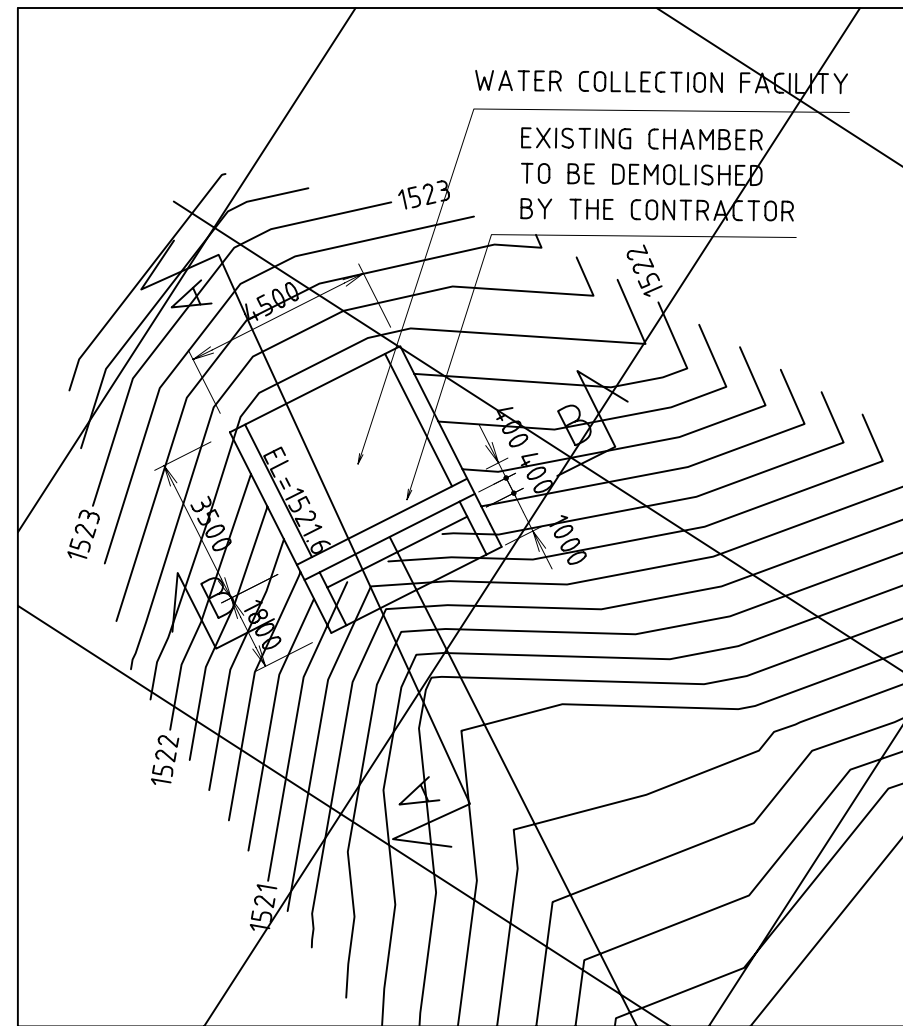 WATER COLLECTION FACILITY
EXISTING CHAMBER
TO BE DEMOLISHED
BY THE CONTRACTOR
1523
1522
A
4500
B
400
400
1000
EL=1521.6
1523
3500
B
1800
1522
A
1521